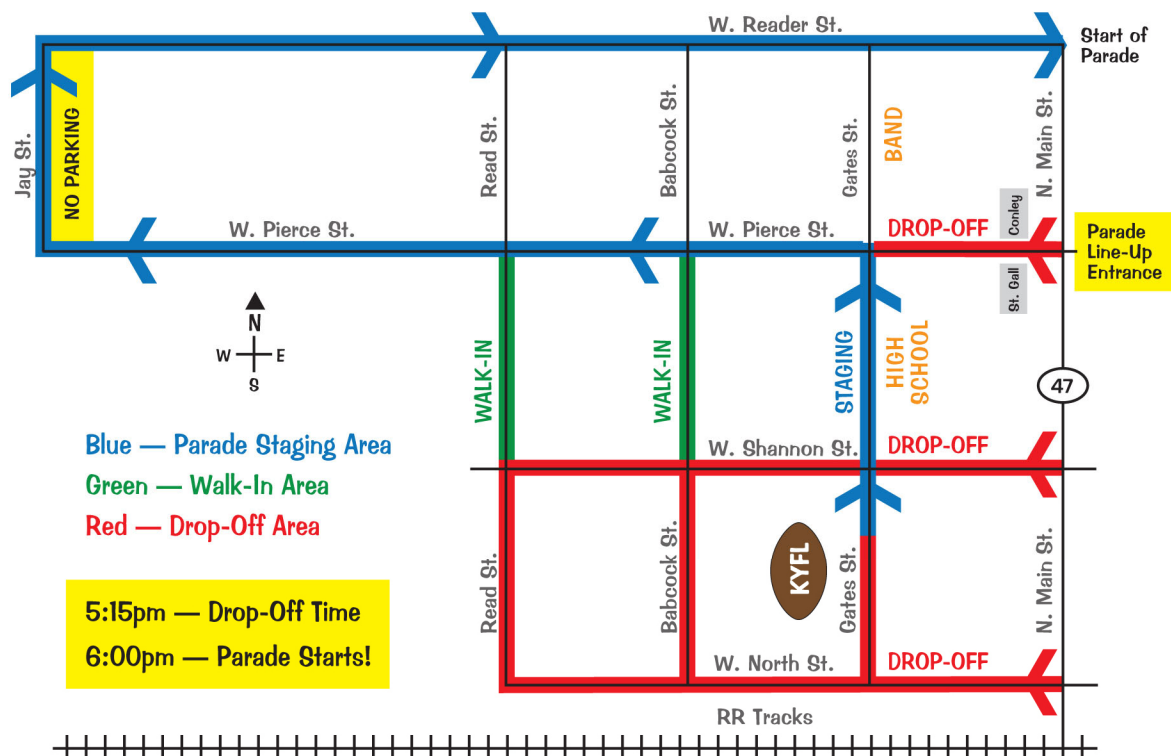 W. Reader St.
Start of
Parade
Jay St.
NO PARKING
Read St.
Babcock St.
Gates St.
BAND
N. Main St.
W. Pierce St.
W. Pierce St.
DROP-OFF
Conley
St. Gall
Parade
Line-Up
Entrance
N
W
E
S
WALK-IN
WALK-IN
STAGING
HIGH
SCHOOL
47
Blue — Parade Staging Area
Green — Walk-In Area
Red — Drop-Off Area
W. Shannon St.
DROP-OFF
Read St.
Babcock St.
KYFL
Gates St.
N. Main St.
5:15pm — Drop-Off Time
6:00pm — Parade Starts!
W. North St.
DROP-OFF
RR Tracks